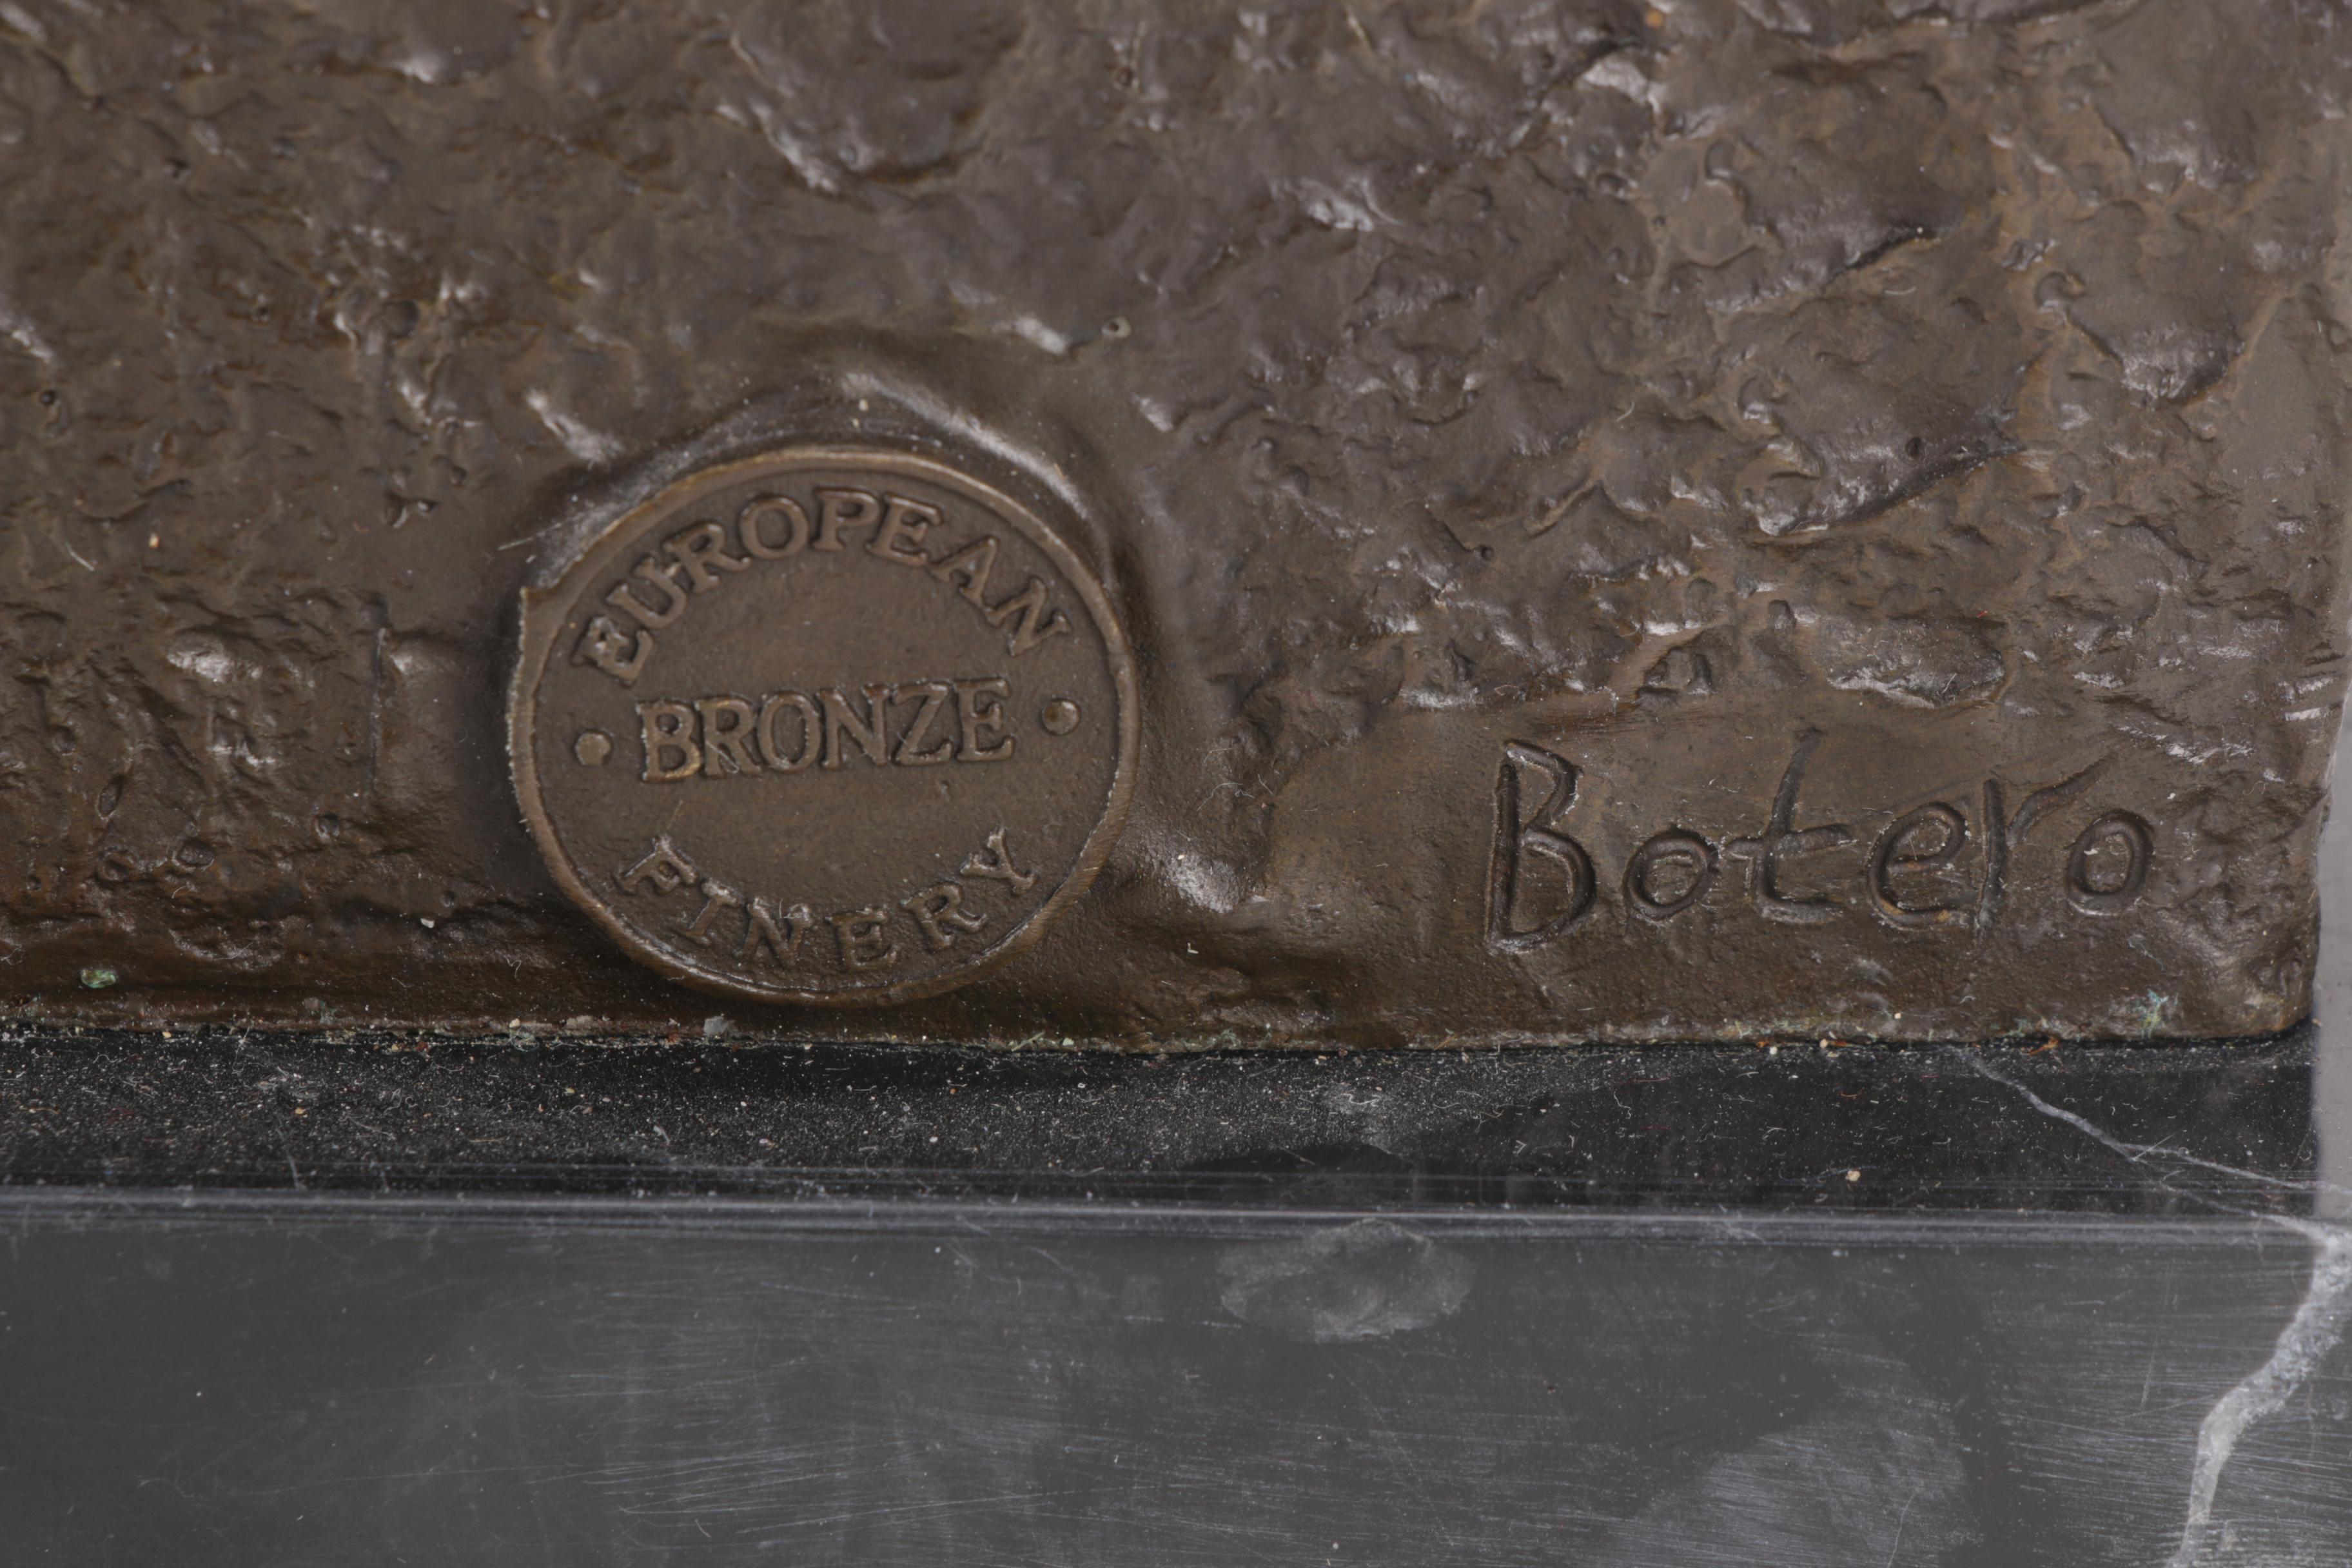 EUROPEAN
• BRONZE •
FINERY
Botero